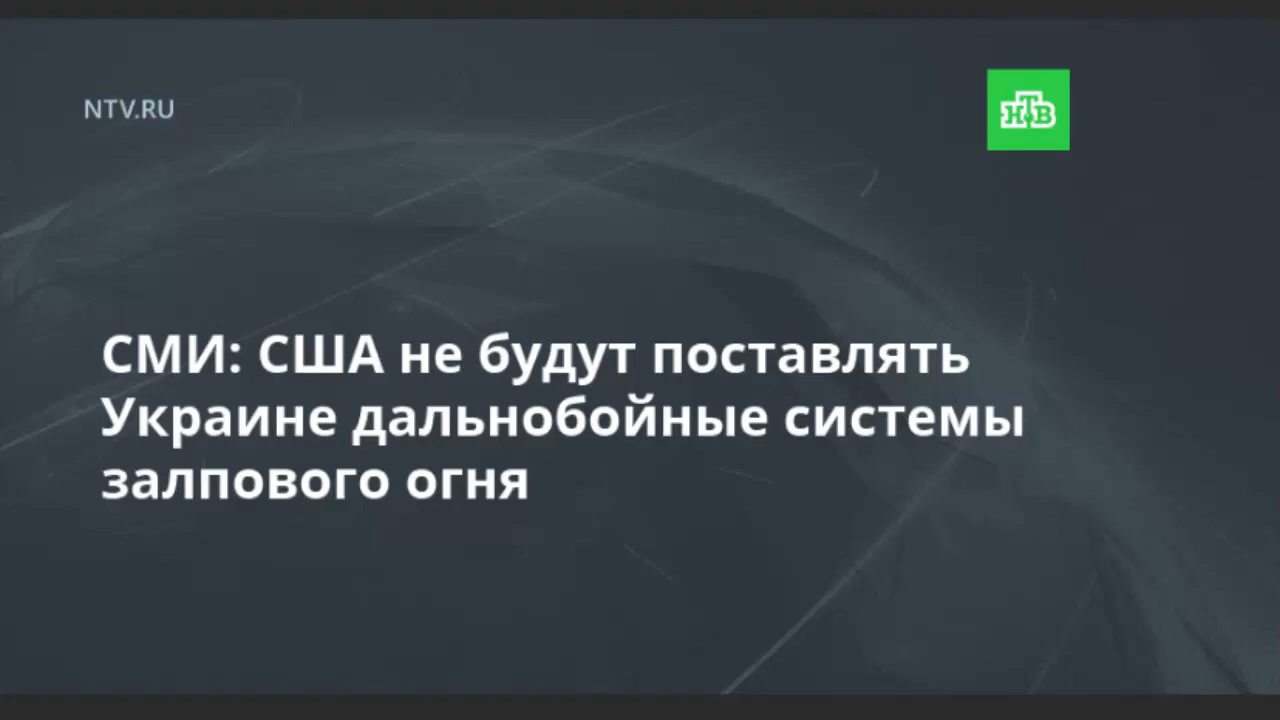 NTV.RU
НТВ
СМИ: США не будут поставлять
Украине дальнобойные системы
залпового огня